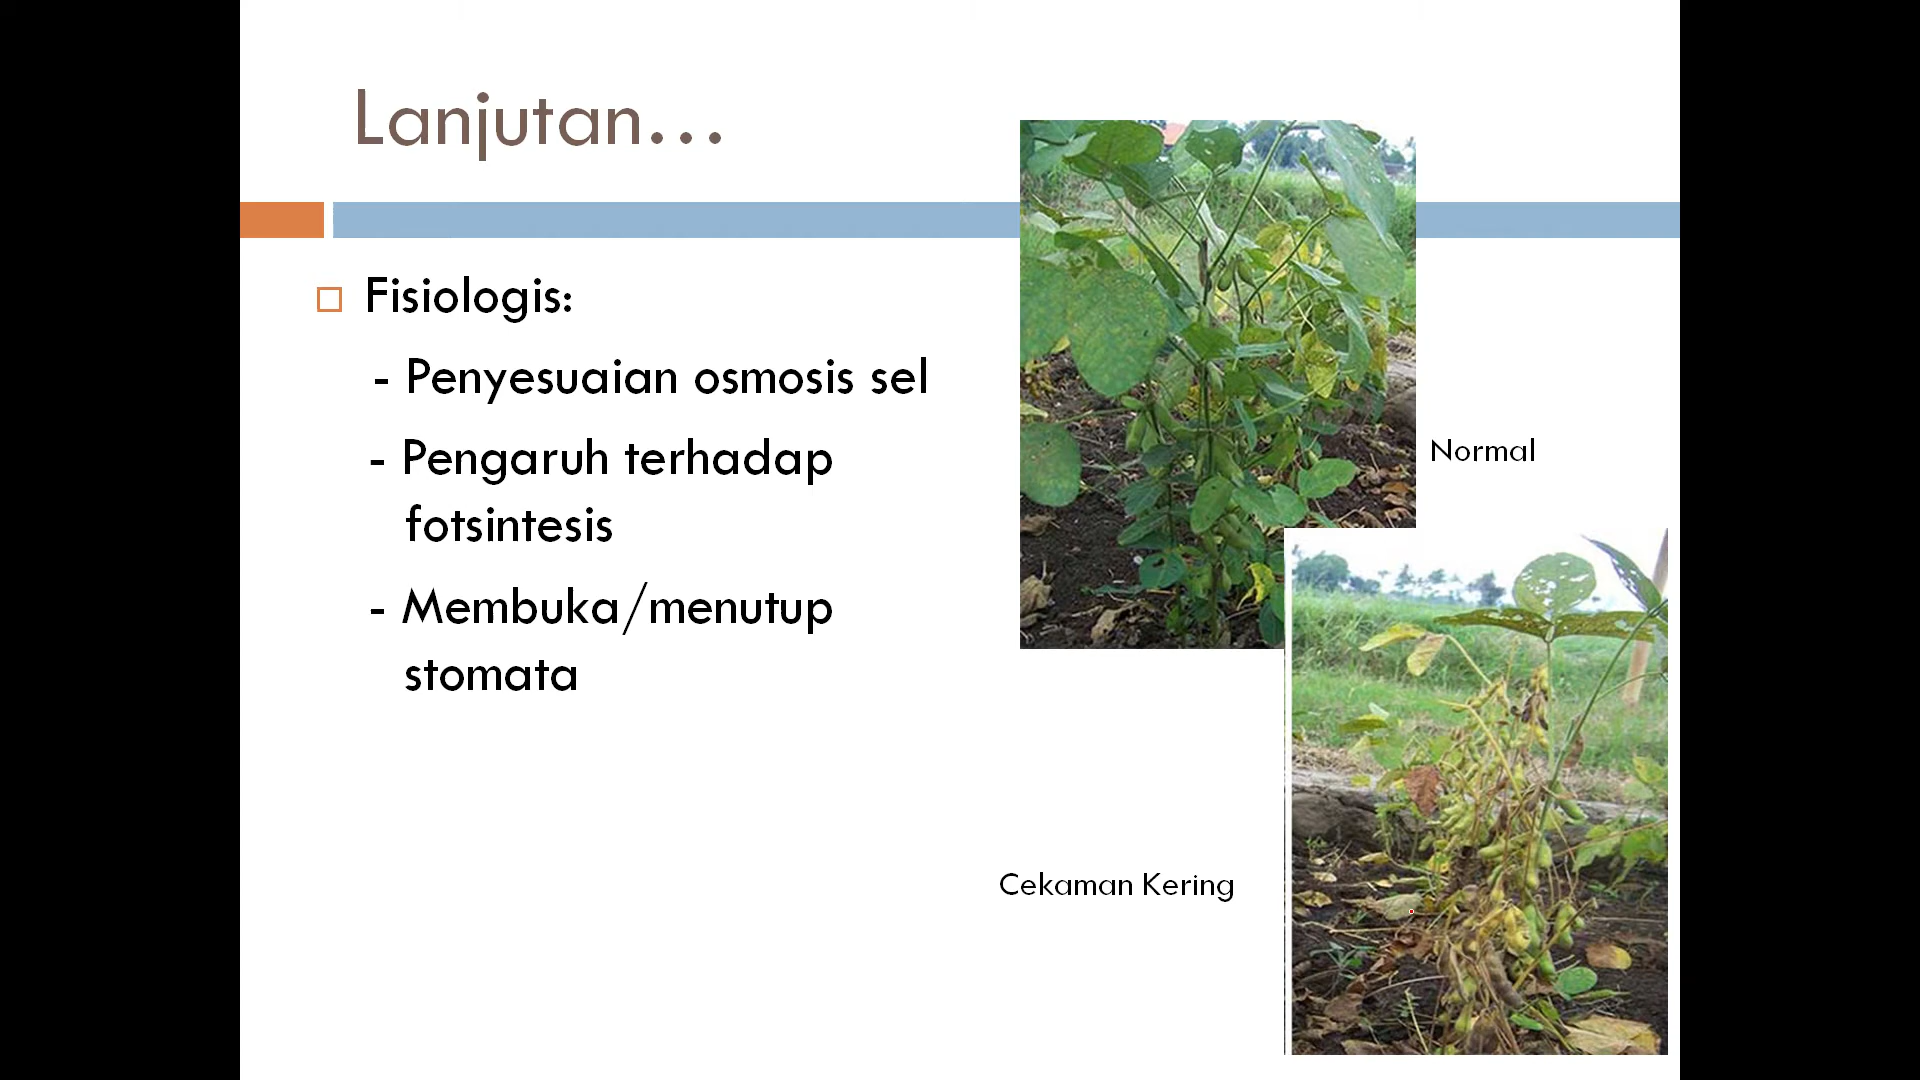 Lanjutan...
Fisiologis:
- Penyesuaian osmosis sel
- Pengaruh terhadap
fotsintesis
- Membuka/menutup
stomata
Normal
Cekaman Kering